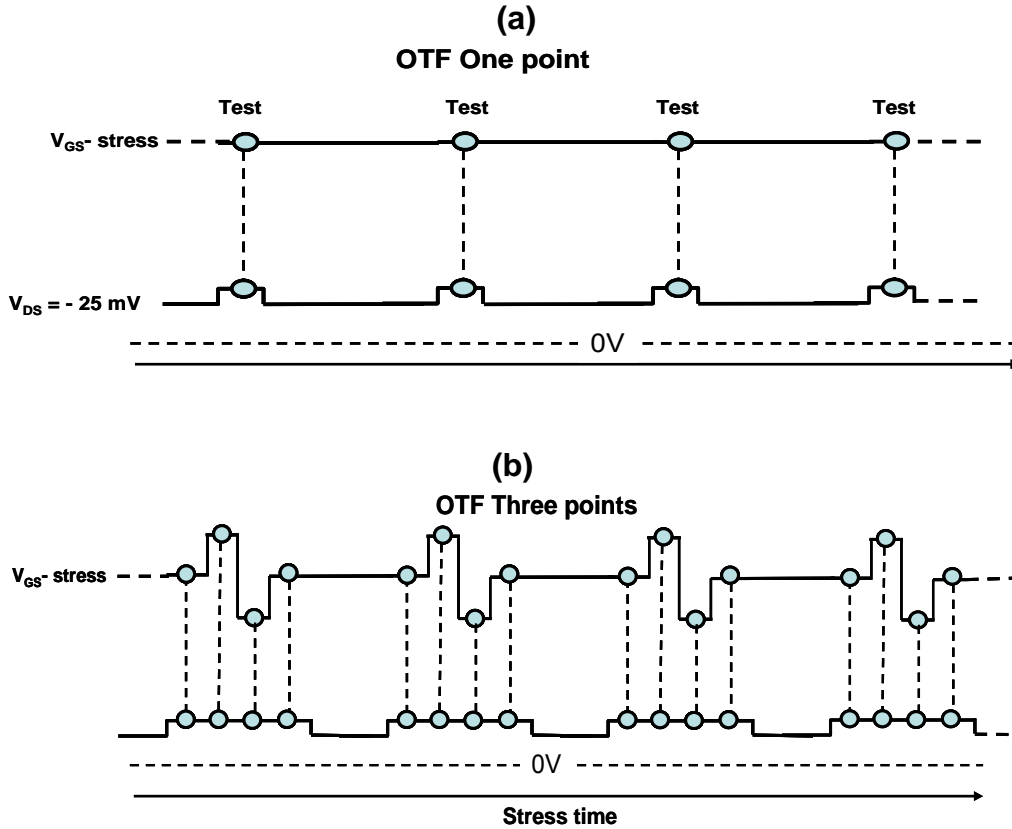 (a)
OTF One point
Test Test Test Test
VGS- stress
VDS = - 25 mV
0V
(b)
OTF Three points
VGS- stress
0V
Stress time